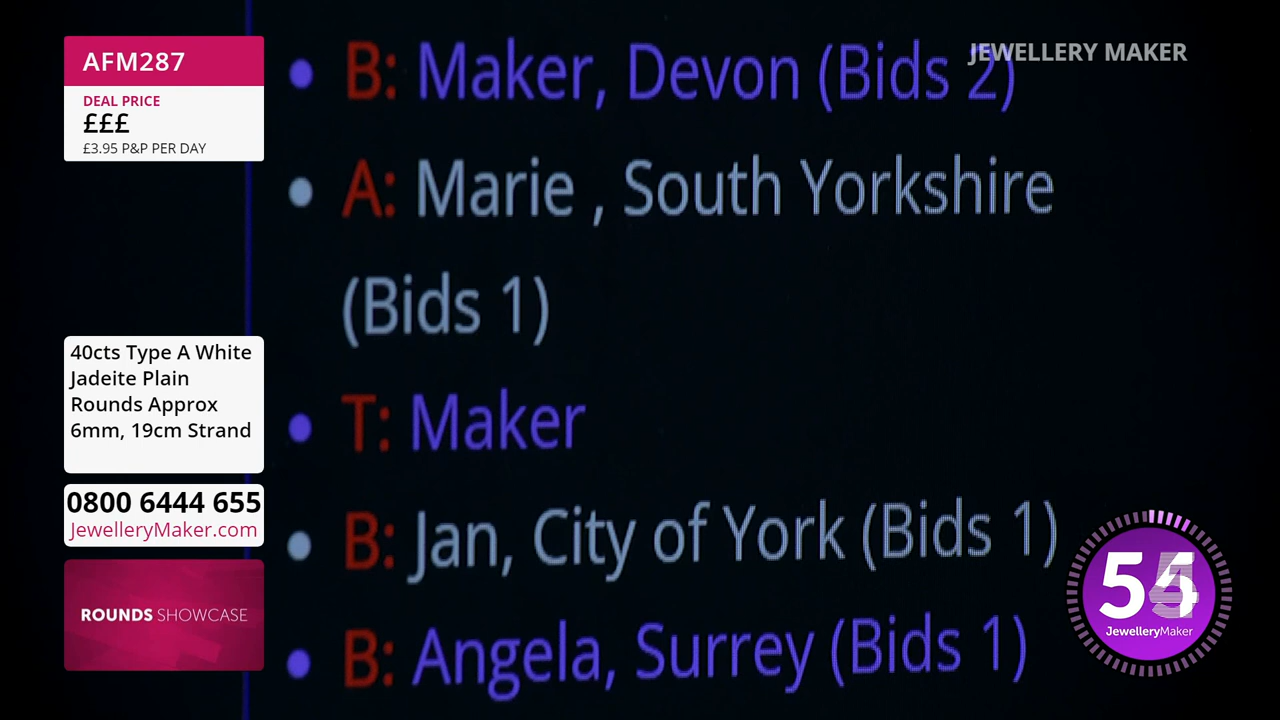 AFM287
DEAL PRICE
£££
£3.95 P&P PER DAY
JEWELLERY MAKER
B: Maker, Devon (Bids 2)
A: Marie , South Yorkshire
(Bids 1)
T: Maker
B: Jan, City of York (Bids 1)
B: Angela, Surrey (Bids 1)
40cts Type A White
Jadeite Plain
Rounds Approx
6mm, 19cm Strand
0800 6444 655
JewelleryMaker.com
ROUNDS SHOWCASE
JewelleryMaker